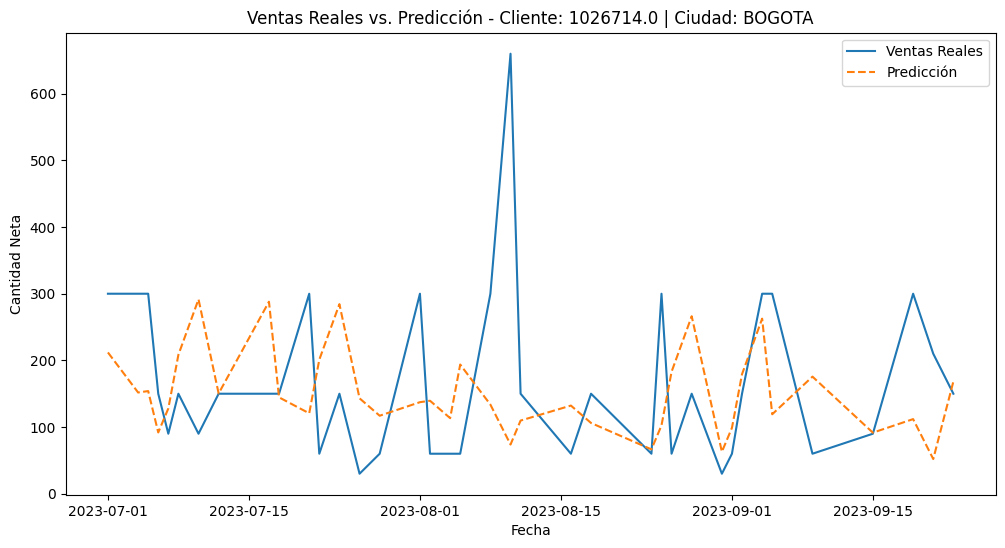 Ventas Reales vs. Predicción - Cliente: 1026714.0 | Ciudad: BOGOTA
Ventas Reales
Predicción
Cantidad Neta
600
500
400
300
200
100
0
2023-07-01
2023-07-15
2023-08-01
2023-08-15
2023-09-01
2023-09-15
Fecha